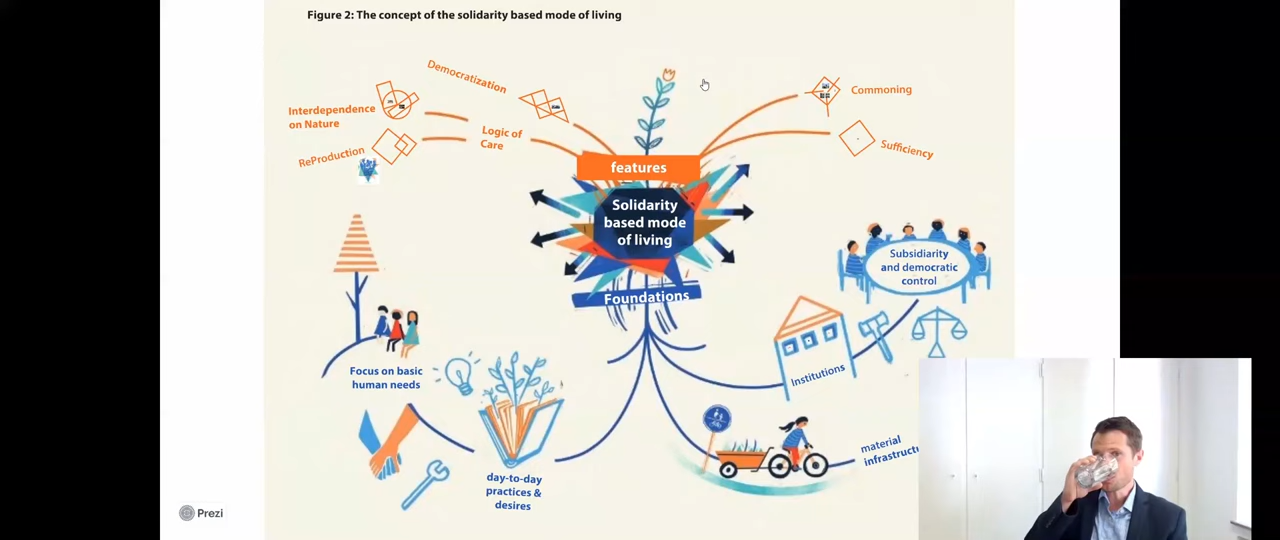 Figure 2: The concept of the solidarity based mode of living
Democratization
Interdependence
on Nature
Logic of
Care
ReProduction
Commoning
Sufficiency
features
Solidarity
based mode
of living
Foundations
Subsidiarity
and democratic
control
Institutions
Focus on basic
human needs
day-to-day
practices &
desires
material
Prezi